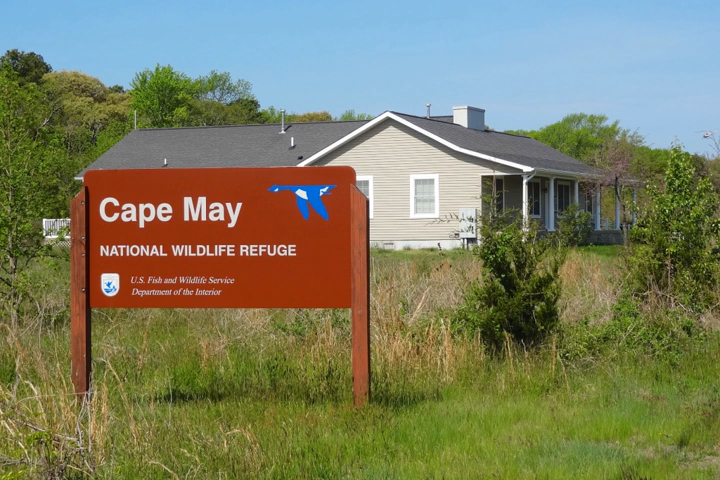 Cape May
NATIONAL WILDLIFE REFUGE
U.S. Fish and Wildlife Service
Department of the Interior